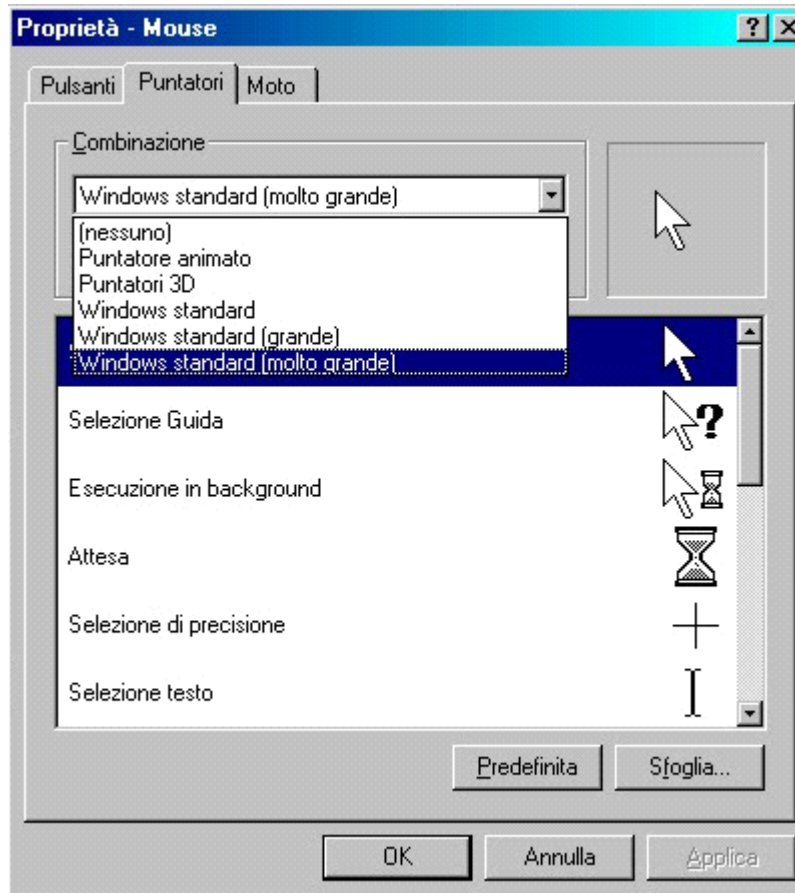 Proprietà - Mouse
Pulsanti
Puntatori
Moto
Combinazione
Windows standard (molto grande)
(nessuno)
Puntatore animato
Puntatori 3D
Windows standard
Windows standard (grande)
Windows standard (molto grande)
Selezione Guida
Esecuzione in background
Attesa
Selezione di precisione
Selezione testo
Predefinita
Sfoglia...
OK
Annulla
Applica